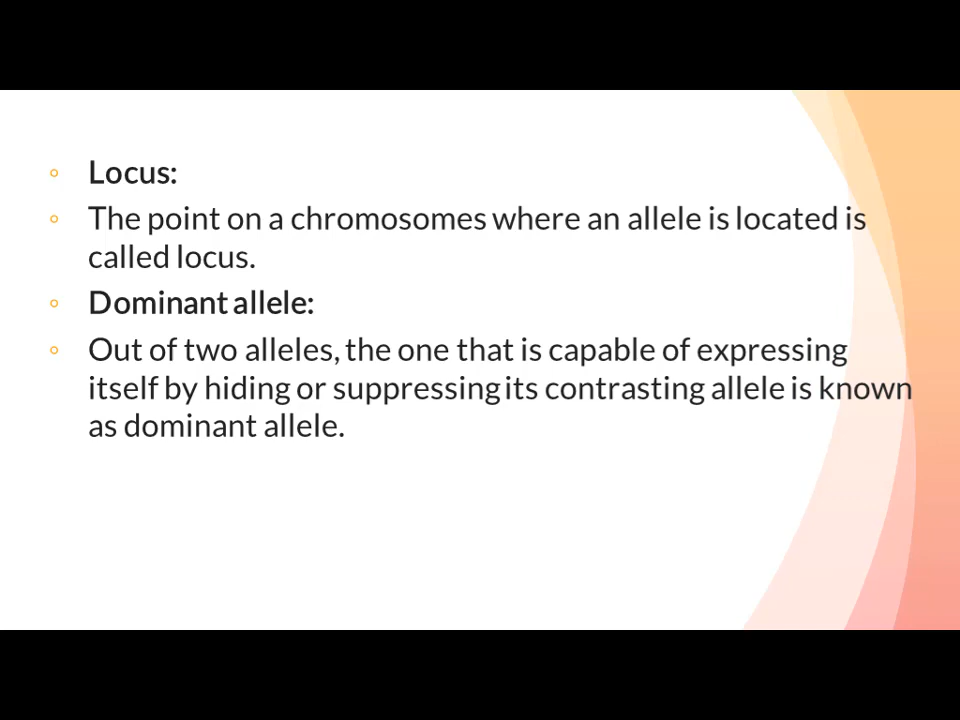 Locus:
The point on a chromosomes where an allele is located is
called locus.
Dominant allele:
Out of two alleles, the one that is capable of expressing
itself by hiding or suppressing its contrasting allele is known
as dominant allele.